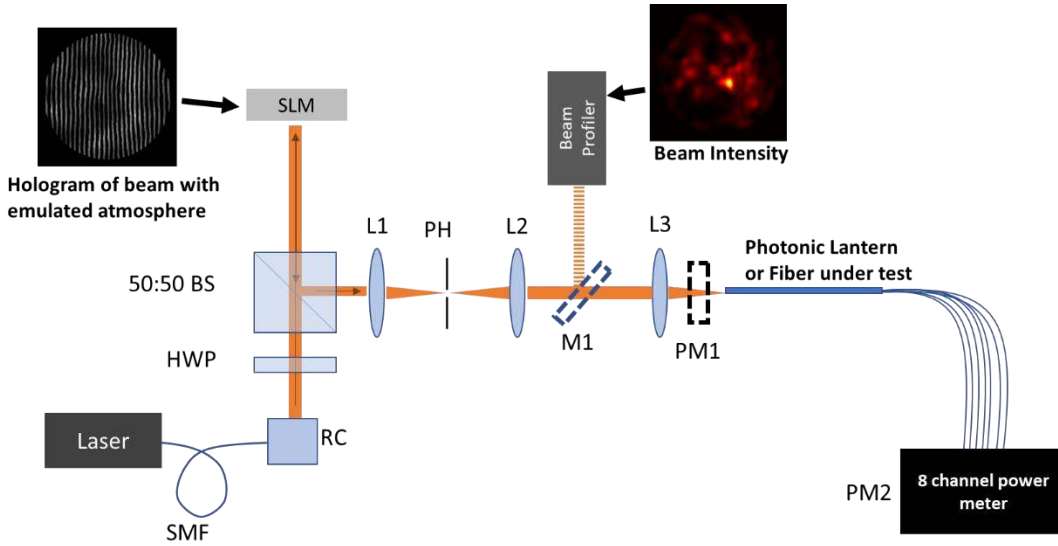 SLM
Beam
Profiler
Beam Intensity
Hologram of beam with
emulated atmosphere
L1
PH
L2
L3
Photonic Lantern
or Fiber under test
50:50 BS
M1
PM1
HWP
Laser
RC
SMF
PM2
8 channel power
meter